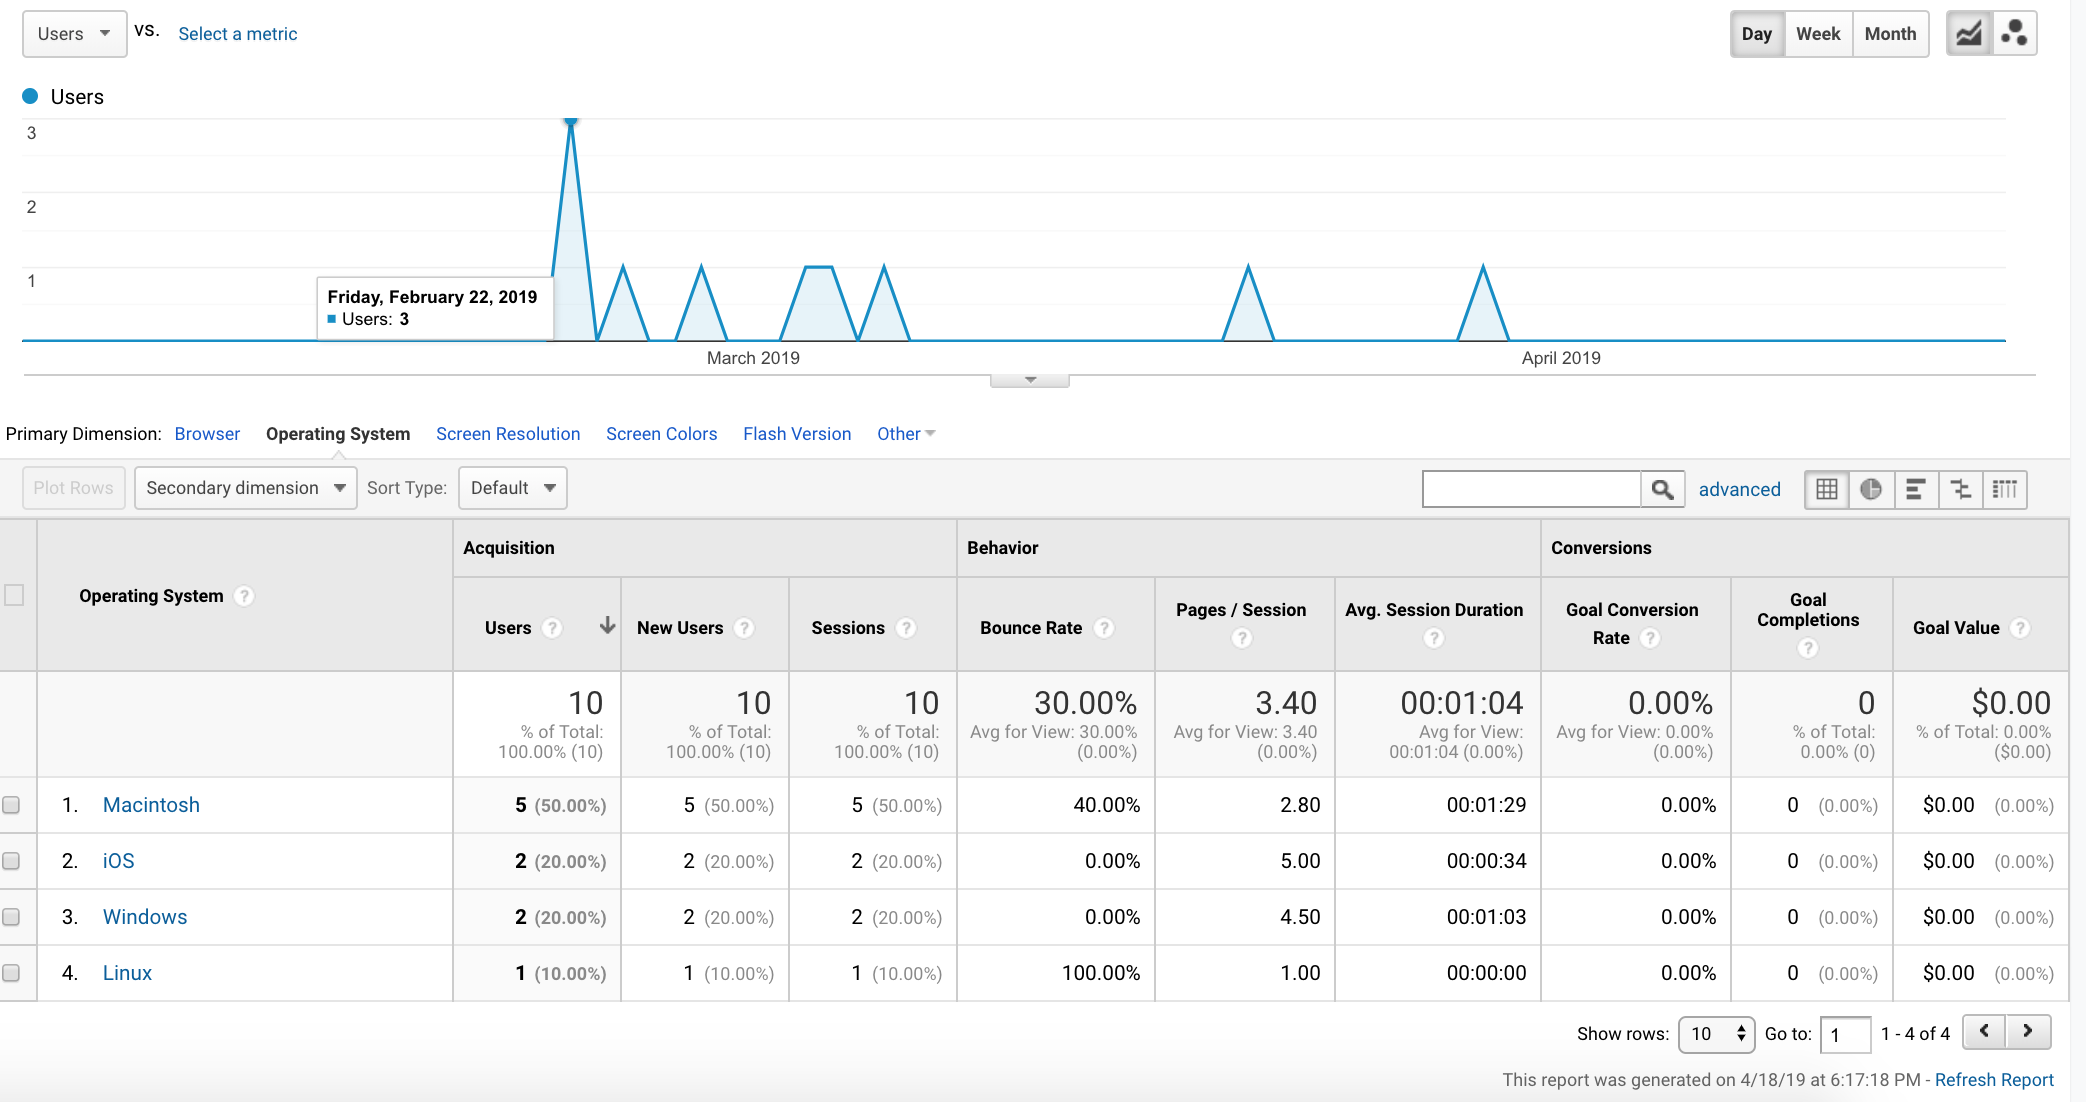 Users vs. Select a metric Day Week Month
Users
3
2
1
Friday, February 22, 2019
Users: 3
March 2019 April 2019
Primary Dimension: Browser Operating System Screen Resolution Screen Colors Flash Version Other
Plot Rows Secondary dimension Sort Type: Default advanced
Acquisition Behavior Conversions
Operating System ? Users ? New Users ? Sessions ? Bounce Rate ? Pages / Session ? Avg. Session Duration ? Goal Conversion Rate ? Goal Completions ? Goal Value ?
10 10 10 30.00% 3.40 00:01:04 0.00% 0 $0.00
% of Total: % of Total: % of Total: Avg for View: 30.00% Avg for View: 3.40 Avg for View: Avg for View: 0.00% % of Total: % of Total: 0.00%
100.00% (10) 100.00% (10) 100.00% (10) (0.00%) (0.00%) 00:01:04 (0.00%) (0.00%) 0.00% (0) ($0.00)
1. Macintosh 5 (50.00%) 5 (50.00%) 5 (50.00%) 40.00% 2.80 00:01:29 0.00% 0 (0.00%) $0.00 (0.00%)
2. iOS 2 (20.00%) 2 (20.00%) 2 (20.00%) 0.00% 5.00 00:00:34 0.00% 0 (0.00%) $0.00 (0.00%)
3. Windows 2 (20.00%) 2 (20.00%) 2 (20.00%) 0.00% 4.50 00:01:03 0.00% 0 (0.00%) $0.00 (0.00%)
4. Linux 1 (10.00%) 1 (10.00%) 1 (10.00%) 100.00% 1.00 00:00:00 0.00% 0 (0.00%) $0.00 (0.00%)
Show rows: 10 Go to: 1 1 - 4 of 4
This report was generated on 4/18/19 at 6:17:18 PM - Refresh Report